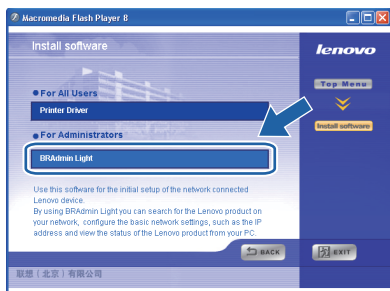 Macromedia Flash Player 8
Install software
lenovo
For All Users
Printer Driver
For Administrators
BRAdmin Light
Use this software for the initial setup of the network connected
Lenovo device.
By using BRAdmin Light you can search for the Lenovo product on
your network, configure the basic network settings, such as the IP
address and view the status of the Lenovo product from your PC.
Top Menu
Install software
BACK
EXIT
联想（北京）有限公司